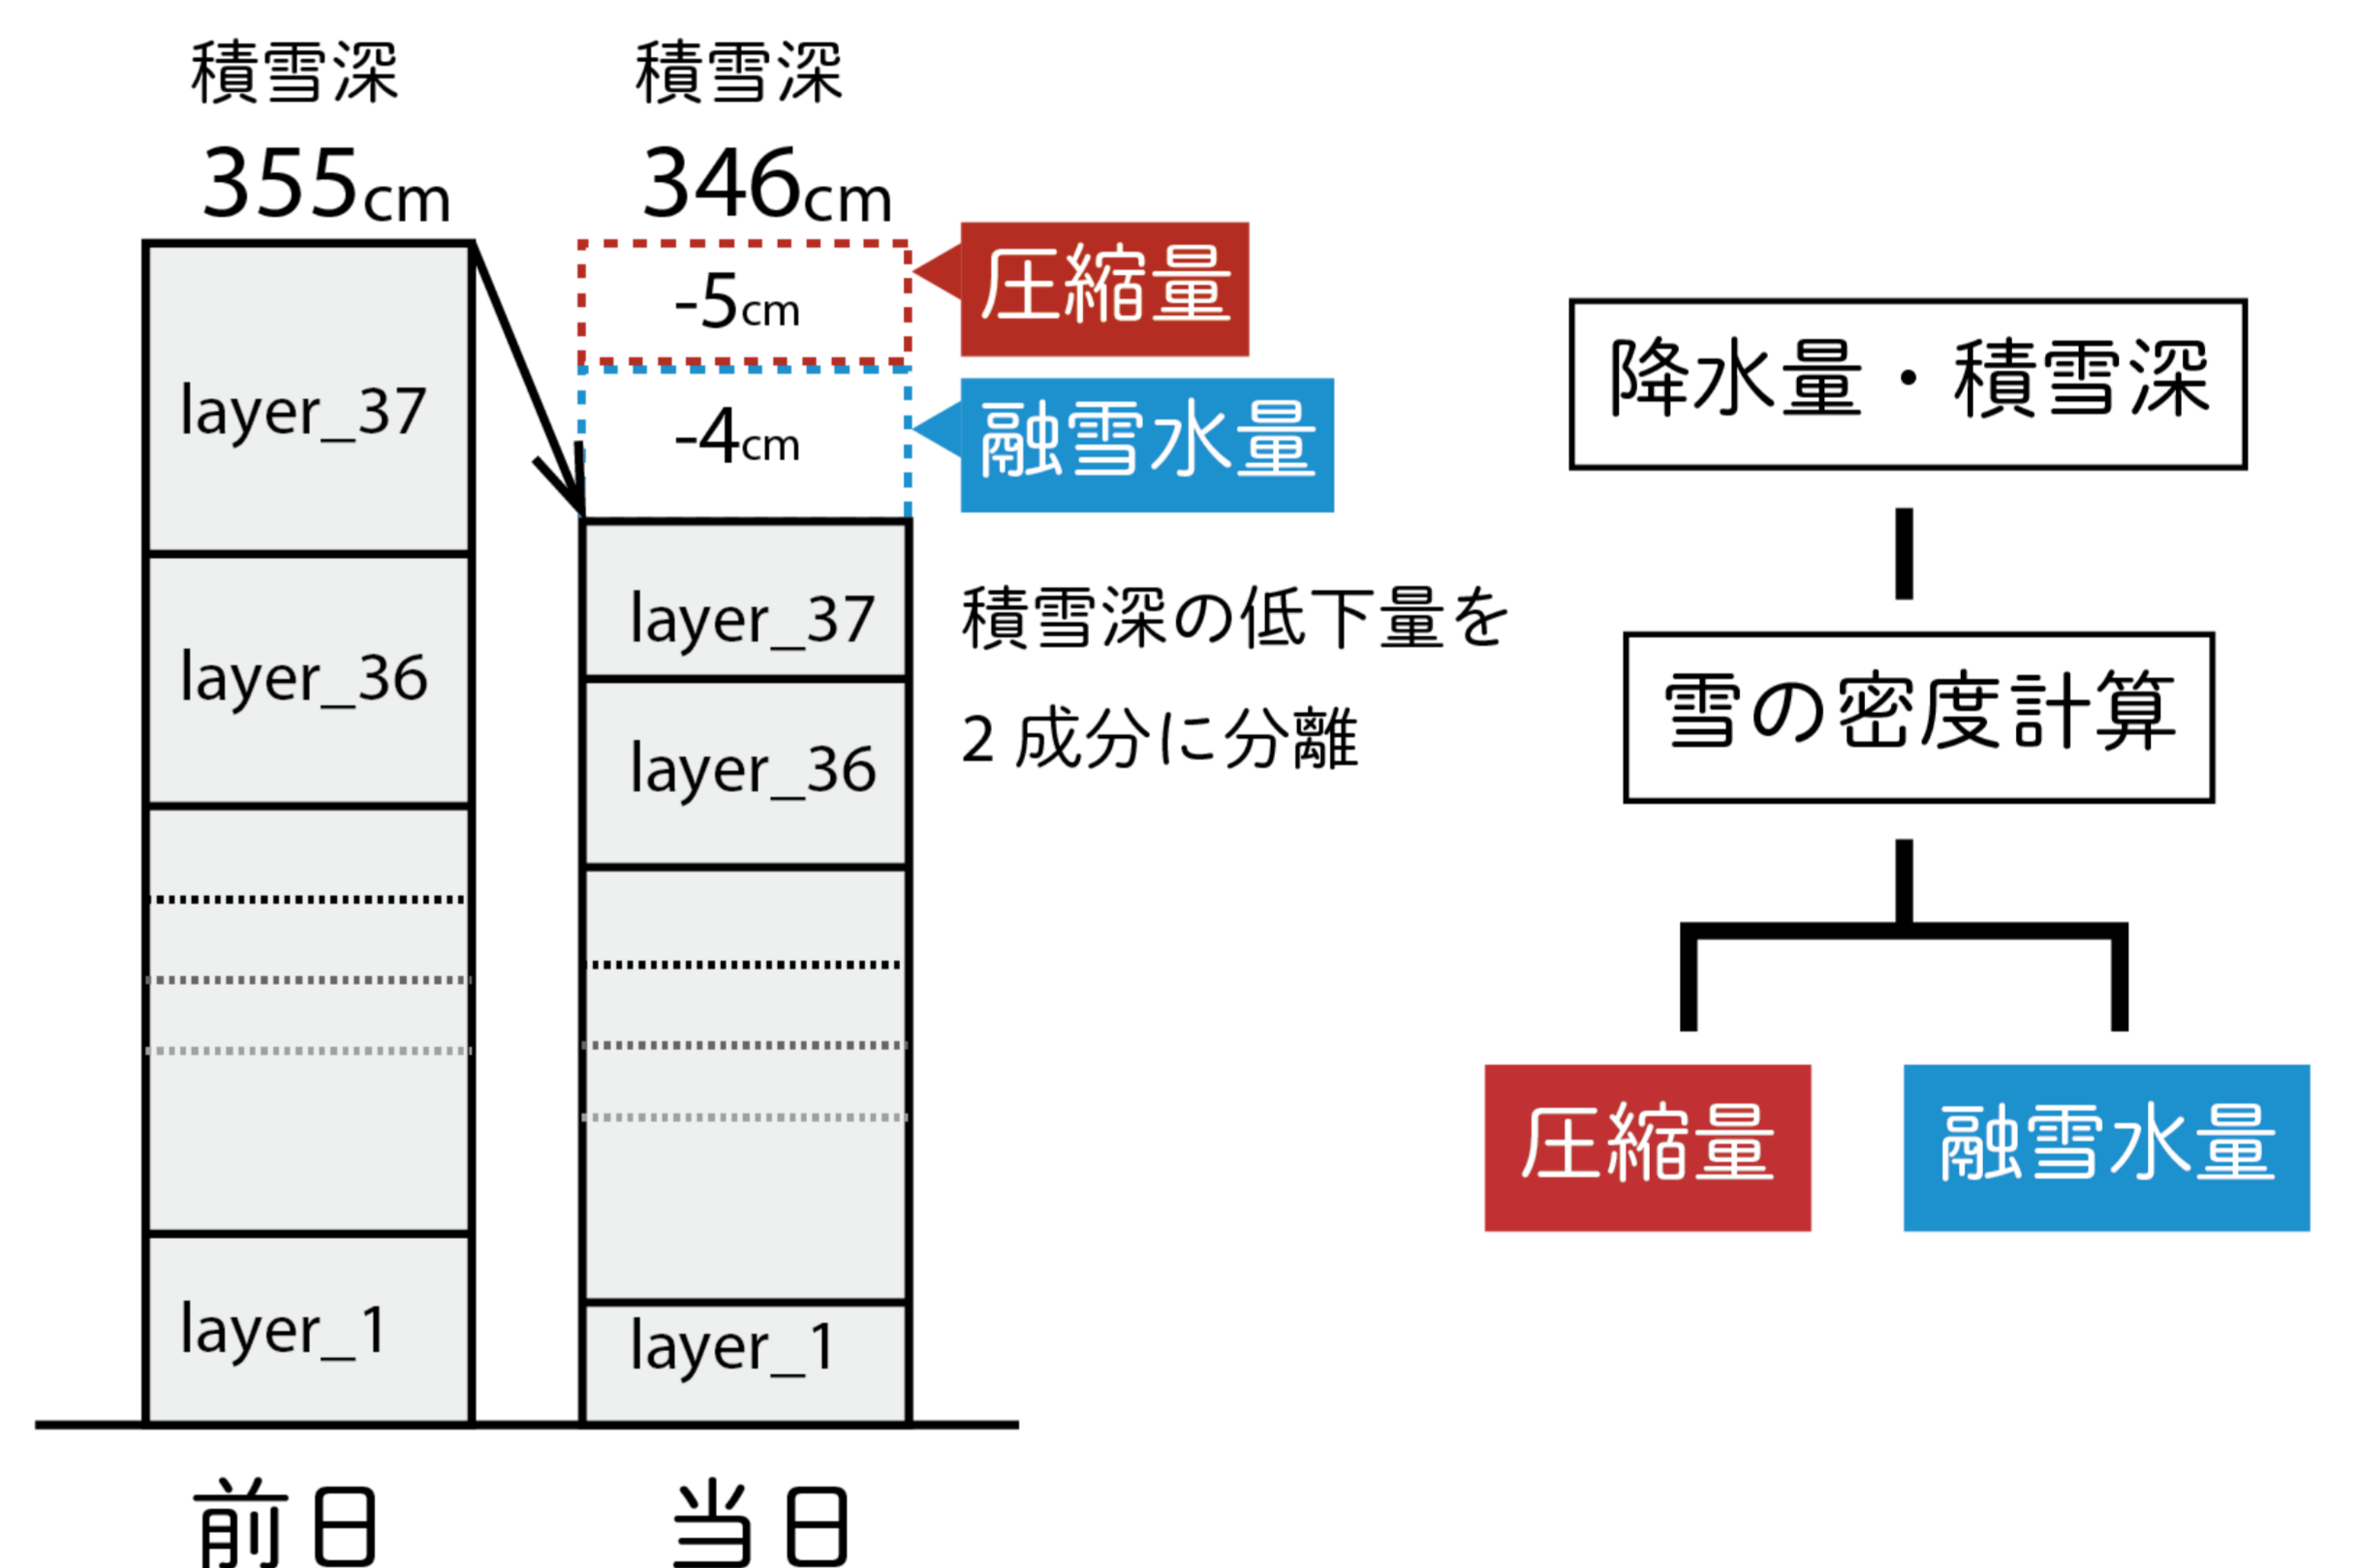 積雪深
355cm
layer_37
layer_36
layer_1
前日
積雪深
346cm
-5cm
-4cm
layer_37
layer_36
layer_1
当日
圧縮量
融雪水量
積雪深の低下量を
2 成分に分離
降水量・積雪深
雪の密度計算
圧縮量
融雪水量